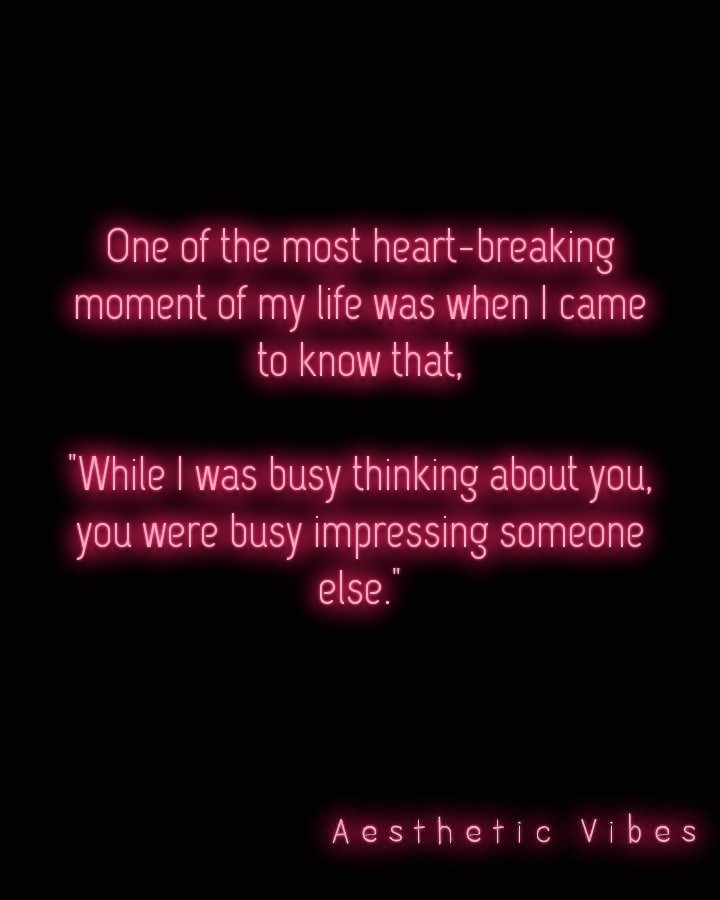 One of the most heart-breaking
moment of my life was when I came
to know that,
"While I was busy thinking about you,
you were busy impressing someone
else."
Aesthetic Vibes